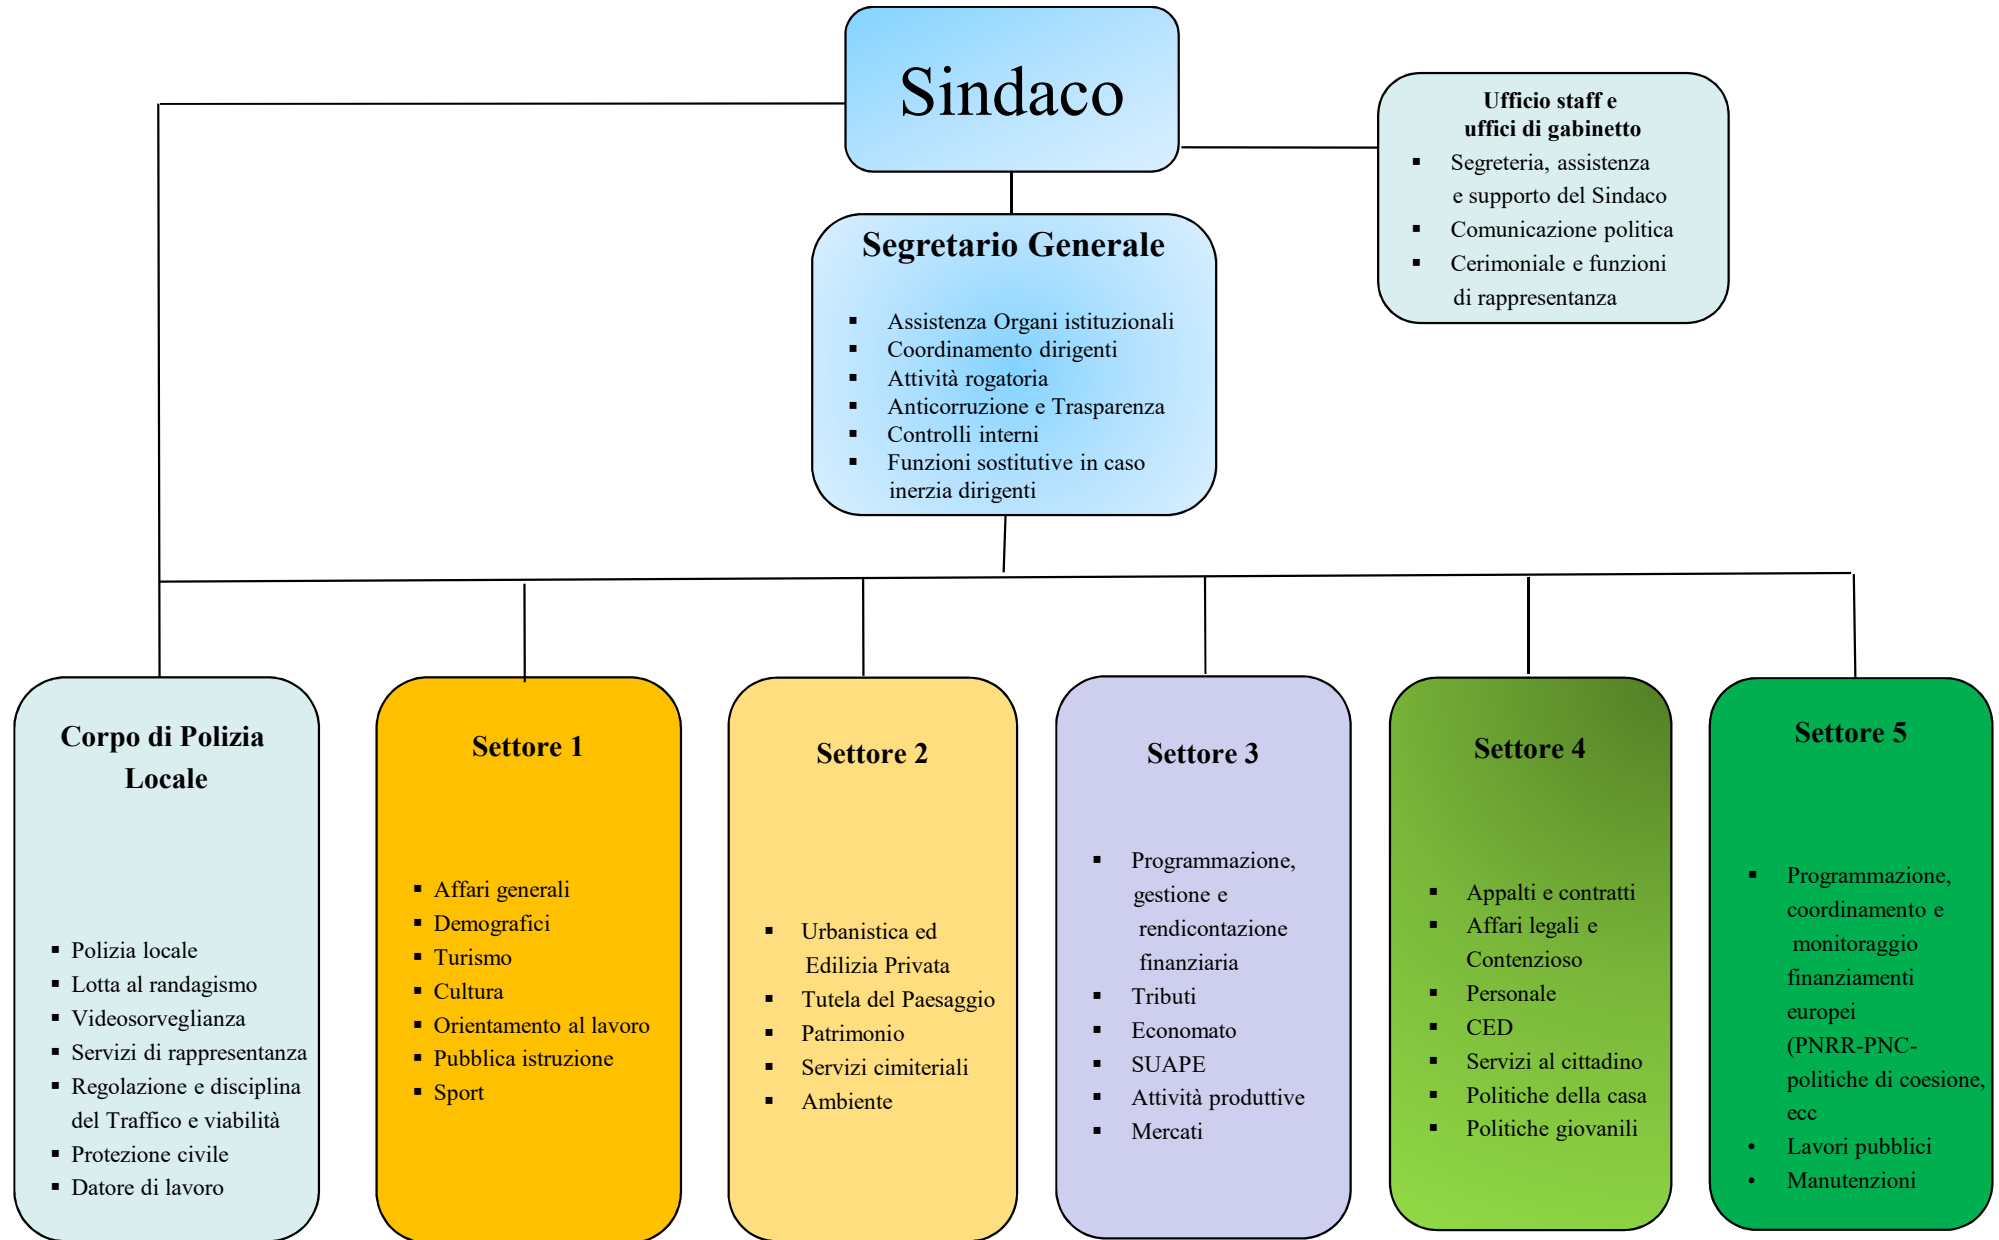 Sindaco
Ufficio staff e
uffici di gabinetto
▪ Segreteria, assistenza
e supporto del Sindaco
▪ Comunicazione politica
▪ Cerimoniale e funzioni
di rappresentanza
Segretario Generale
▪ Assistenza Organi istituzionali
▪ Coordinamento dirigenti
▪ Attività rogatoria
▪ Anticorruzione e Trasparenza
▪ Controlli interni
▪ Funzioni sostitutive in caso
inerzia dirigenti
Corpo di Polizia
Locale
▪ Polizia locale
▪ Lotta al randagismo
▪ Videosorveglianza
▪ Servizi di rappresentanza
▪ Regolazione e disciplina
del Traffico e viabilità
▪ Protezione civile
▪ Datore di lavoro
Settore 1
▪ Affari generali
▪ Demografici
▪ Turismo
▪ Cultura
▪ Orientamento al lavoro
▪ Pubblica istruzione
▪ Sport
Settore 2
▪ Urbanistica ed
Edilizia Privata
▪ Tutela del Paesaggio
▪ Patrimonio
▪ Servizi cimiteriali
▪ Ambiente
Settore 3
▪ Programmazione,
gestione e
rendicontazione
finanziaria
▪ Tributi
▪ Economato
▪ SUAPE
▪ Attività produttive
▪ Mercati
Settore 4
▪ Appalti e contratti
▪ Affari legali e
Contenzioso
▪ Personale
▪ CED
▪ Servizi al cittadino
▪ Politiche della casa
▪ Politiche giovanili
Settore 5
▪ Programmazione,
coordinamento e
monitoraggio
finanziamenti
europei
(PNRR-PNC-
politiche di coesione,
ecc
• Lavori pubblici
• Manutenzioni